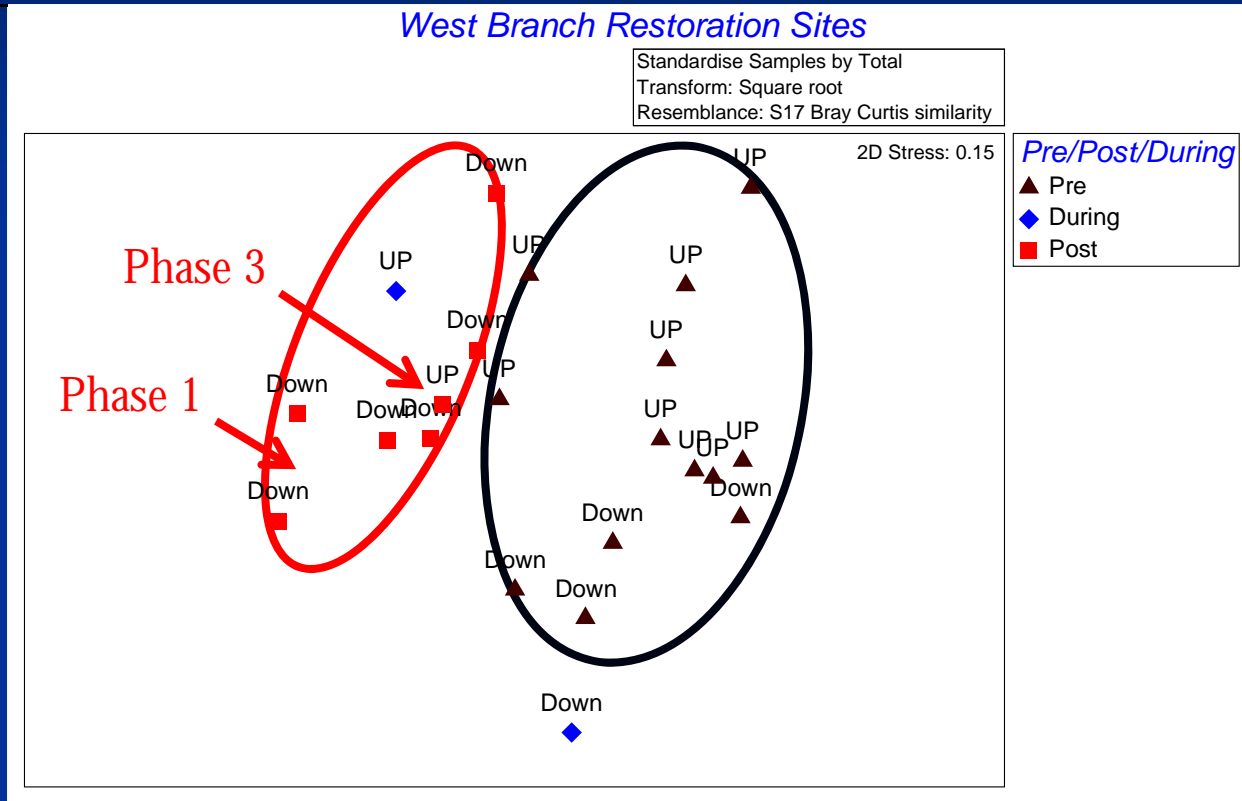 West Branch Restoration Sites
Standardise Samples by Total
Transform: Square root
Resemblance: S17 Bray Curtis similarity
2D Stress: 0.15
Pre/Post/During
Pre
During
Post
Down
UP
UP
UP
UP
Phase 3
Down
UP
UP
UP
Phase 1
Down
Down
Down
UP
UP
UP
UP
Down
Down
Down
Down
Down
Down